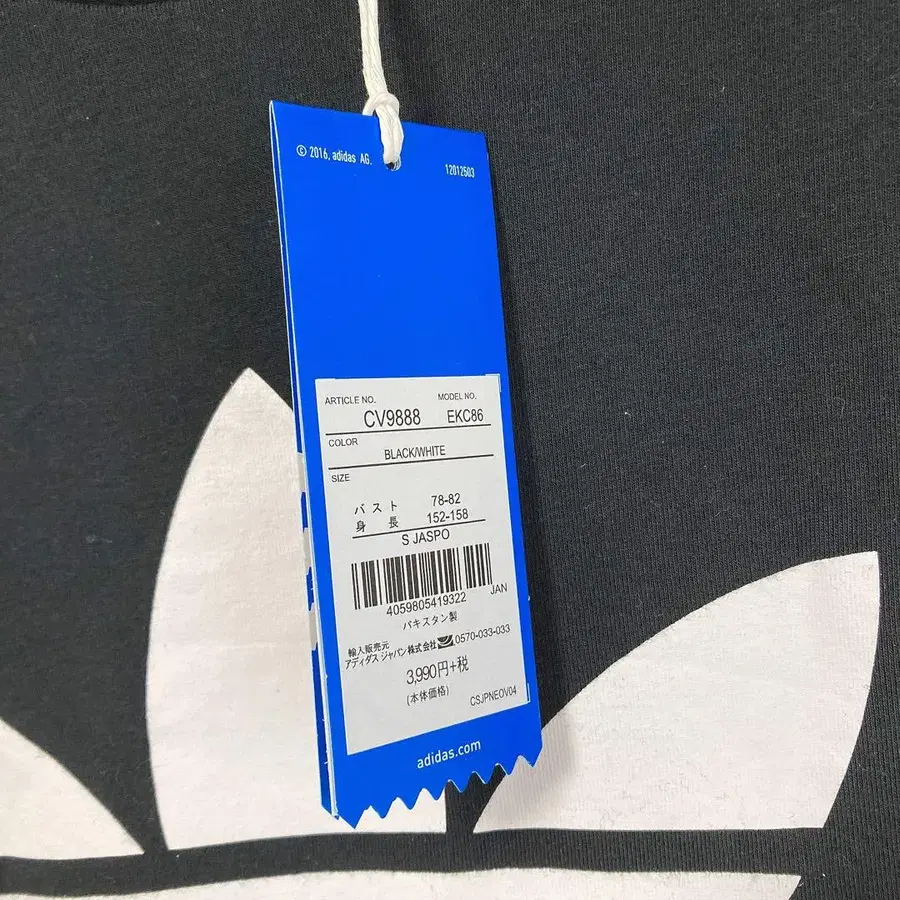 © 2016, adidas AG.
12012503
ARTICLE NO. MODEL NO.
CV9888 EKC86
COLOR
BLACK/WHITE
SIZE
バスト 78-82
身長 152-158
S JASPO
JAN
4059805419322
パキスタン製
輸入販売元
アディダス ジャパン株式会社 0570-033-033
3,990円+税
(本体価格)
CSJPNEOV04
adidas.com